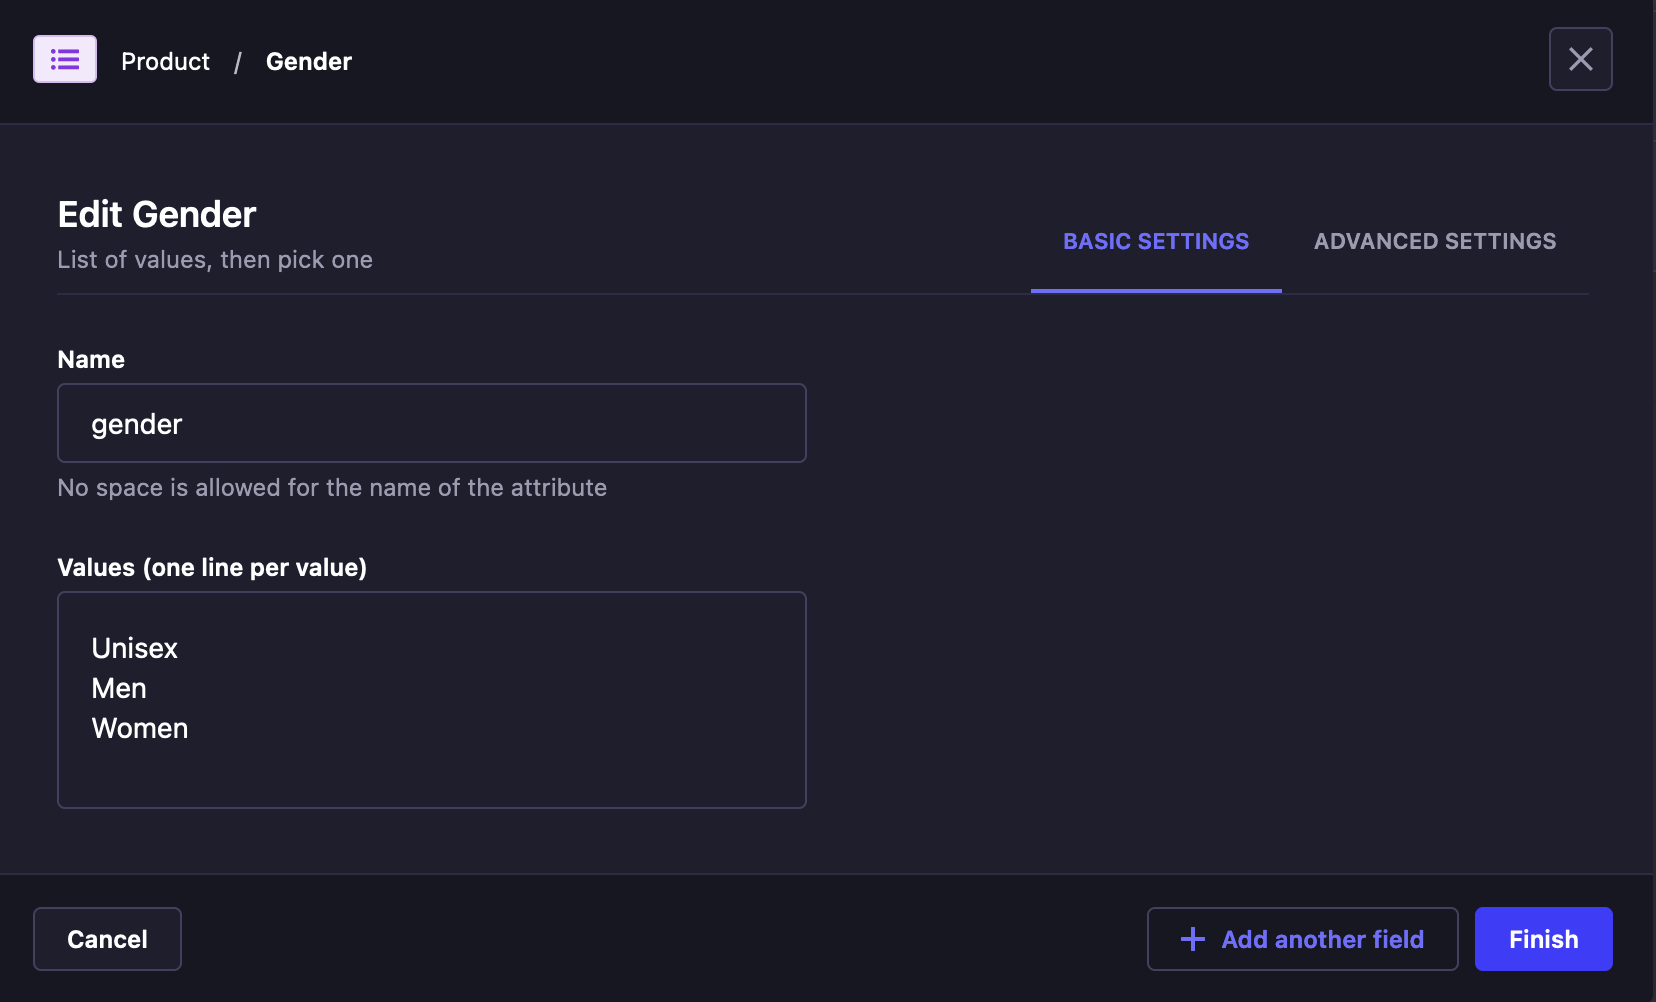 Product / Gender
Edit Gender
List of values, then pick one
BASIC SETTINGS
ADVANCED SETTINGS
Name
gender
No space is allowed for the name of the attribute
Values (one line per value)
Unisex
Men
Women
Cancel
Add another field
Finish